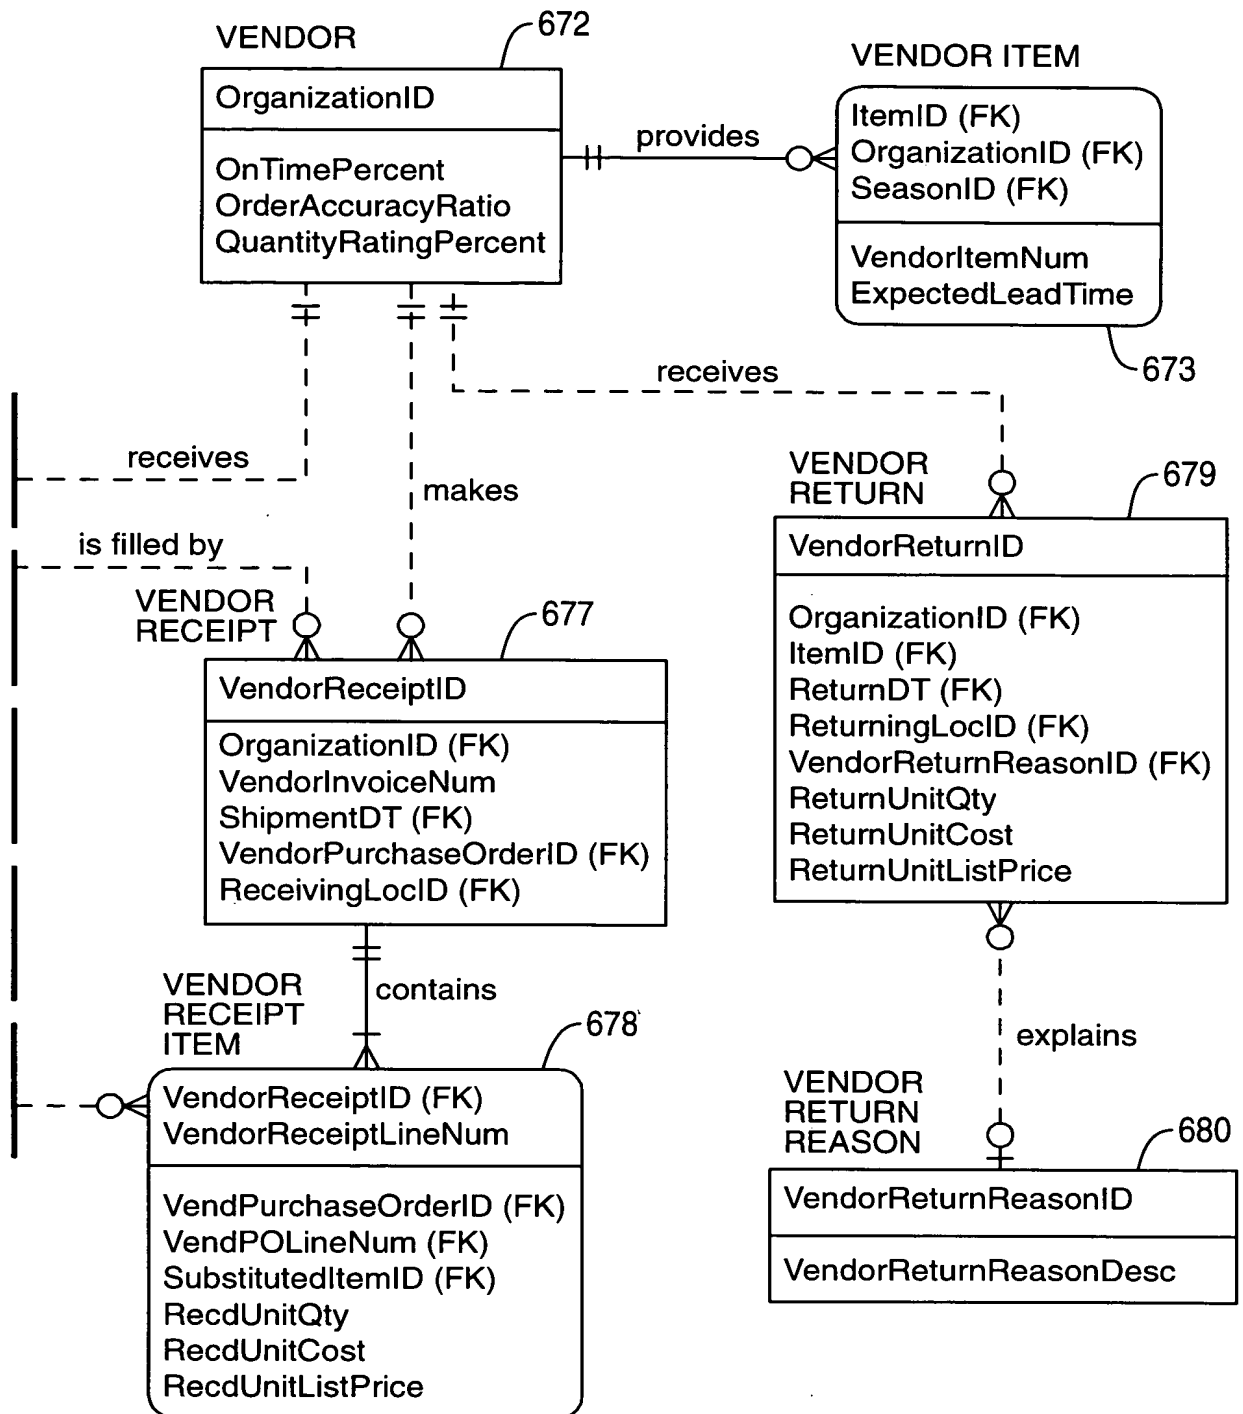 VENDOR
672
OrganizationID
OnTimePercent
OrderAccuracyRatio
QuantityRatingPercent
provides
VENDOR ITEM
ItemID (FK)
OrganizationID (FK)
SeasonID (FK)
VendorItemNum
ExpectedLeadTime
673
receives
receives
makes
is filled by
VENDOR
RECEIPT
677
VendorReceiptID
OrganizationID (FK)
VendorInvoiceNum
ShipmentDT (FK)
VendorPurchaseOrderID (FK)
ReceivingLocID (FK)
VENDOR
RETURN
679
VendorReturnID
OrganizationID (FK)
ItemID (FK)
ReturnDT (FK)
ReturningLocID (FK)
VendorReturnReasonID (FK)
ReturnUnitQty
ReturnUnitCost
ReturnUnitListPrice
contains
VENDOR
RECEIPT
ITEM
678
VendorReceiptID (FK)
VendorReceiptLineNum
VendPurchaseOrderID (FK)
VendPOLineNum (FK)
SubstitutedItemID (FK)
RecdUnitQty
RecdUnitCost
RecdUnitListPrice
explains
VENDOR
RETURN
REASON
680
VendorReturnReasonID
VendorReturnReasonDesc